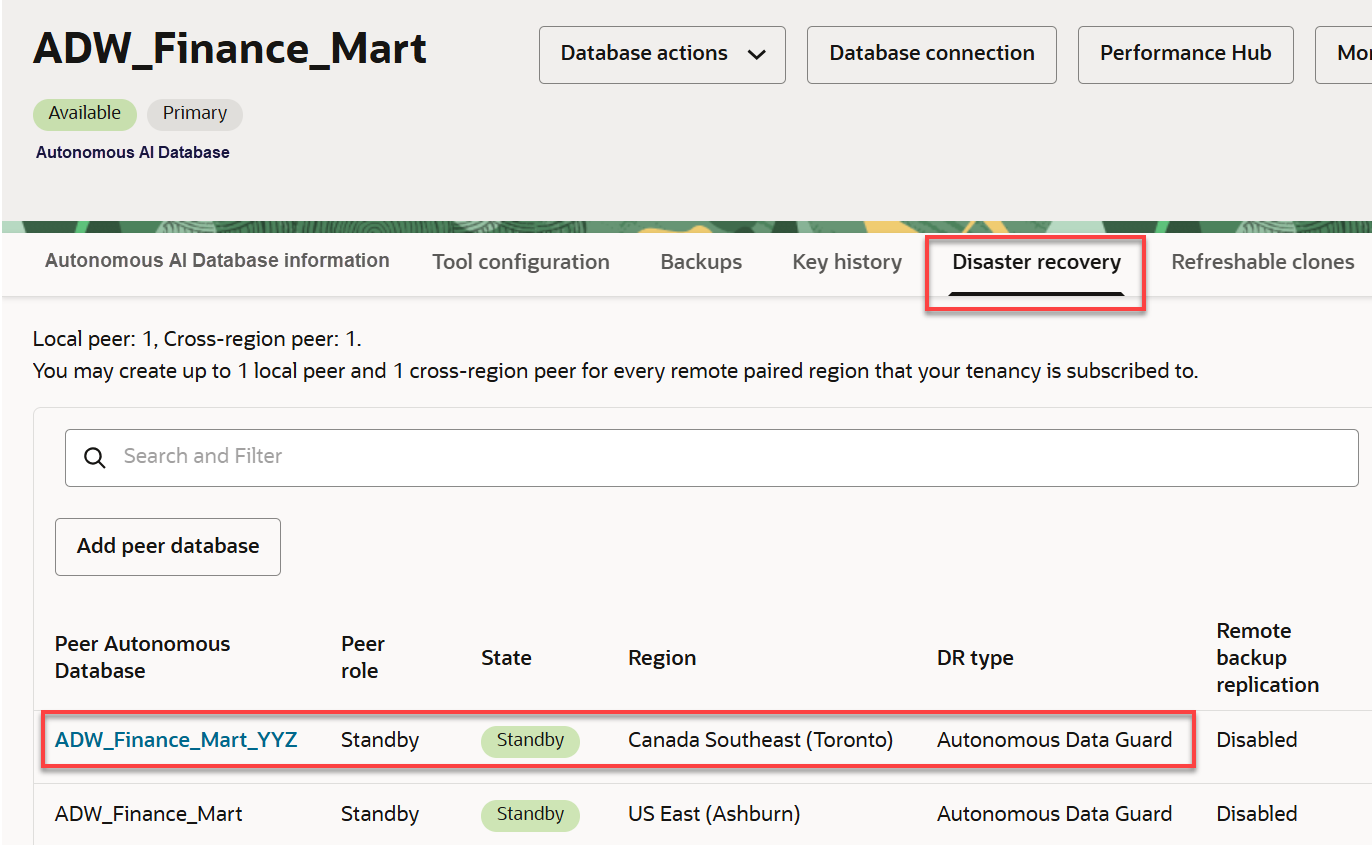 ADW_Finance_Mart
Database actions
Database connection
Performance Hub
Available
Primary
Autonomous AI Database
Autonomous AI Database information
Tool configuration
Backups
Key history
Disaster recovery
Refreshable clones
Local peer: 1, Cross-region peer: 1.
You may create up to 1 local peer and 1 cross-region peer for every remote paired region that your tenancy is subscribed to.
Search and Filter
Add peer database
Peer Autonomous
Database
Peer
role
State
Region
DR type
Remote
backup
replication
ADW_Finance_Mart_YYZ
Standby
Standby
Canada Southeast (Toronto)
Autonomous Data Guard
Disabled
ADW_Finance_Mart
Standby
Standby
US East (Ashburn)
Autonomous Data Guard
Disabled